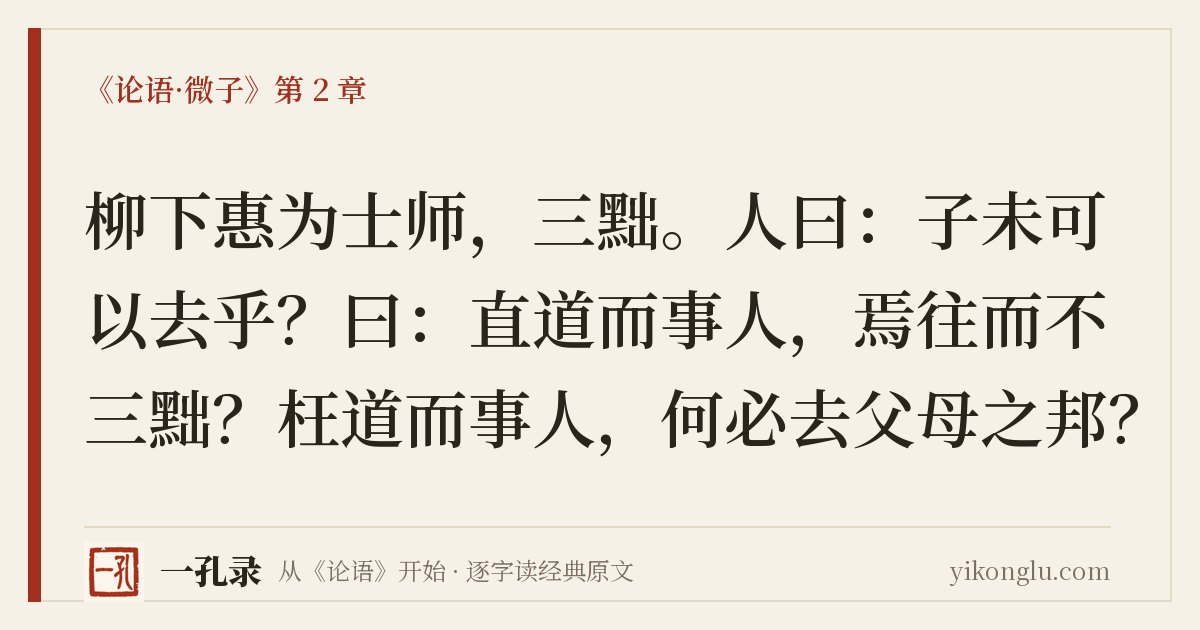 《论语·微子》第 2 章
柳下惠为士师，三黜。人曰：子未可
以去乎？曰：直道而事人，焉往而不
三黜？枉道而事人，何必去父母之邦？
一孔
一孔录 从《论语》开始 · 逐字读经典原文 yikonglu.com